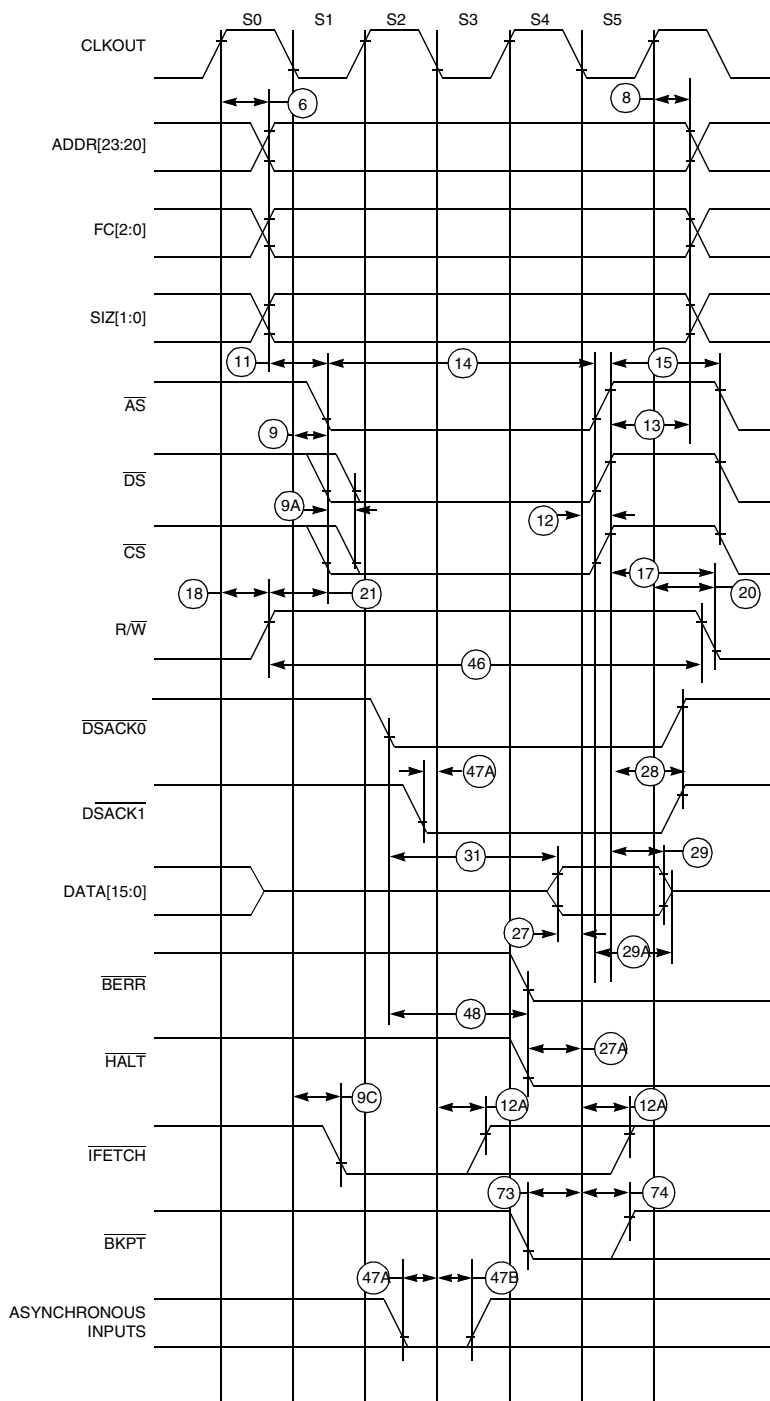 S0 S1 S2 S3 S4 S5
CLKOUT
6 8
ADDR[23:20]
FC[2:0]
SIZ[1:0]
11 14 15
AS
9 13
DS
9A 12
CS
18 21 17 20
R/W
46
DSACK0
47A 28
DSACK1
31 29
DATA[15:0]
27 29A
BERR
48
27A
HALT
9C 12A 12A
IFETCH
73 74
BKPT
47A 47B
ASYNCHRONOUS
INPUTS